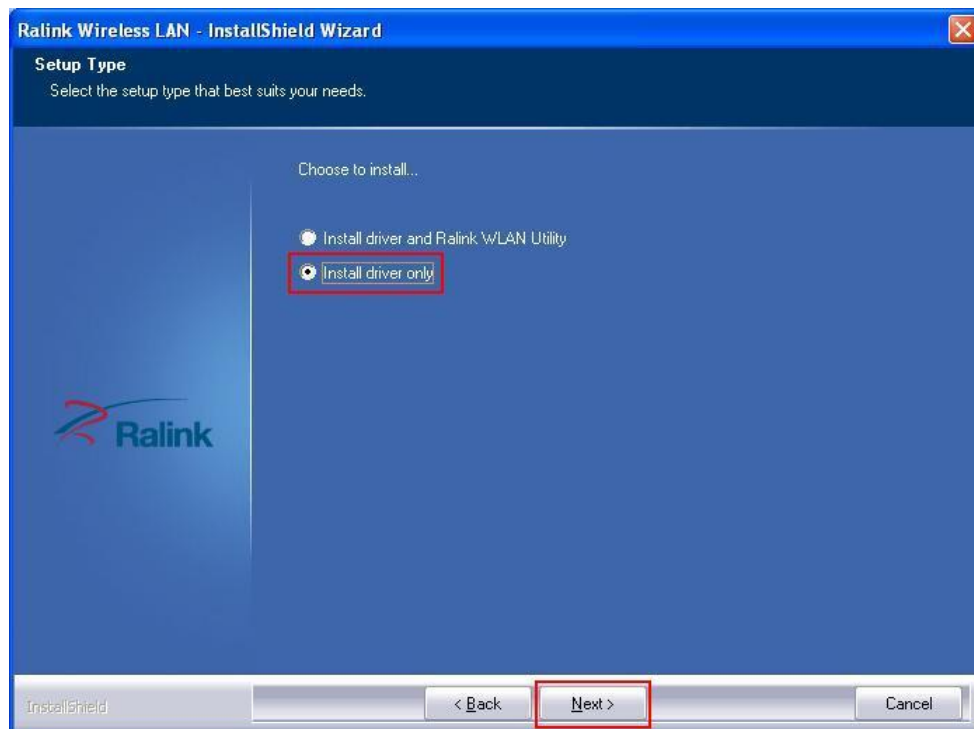 Ralink Wireless LAN - InstallShield Wizard
Setup Type
Select the setup type that best suits your needs.
Choose to install...
Install driver and Ralink WLAN Utility
Install driver only
Ralink
InstallShield
< Back
Next >
Cancel